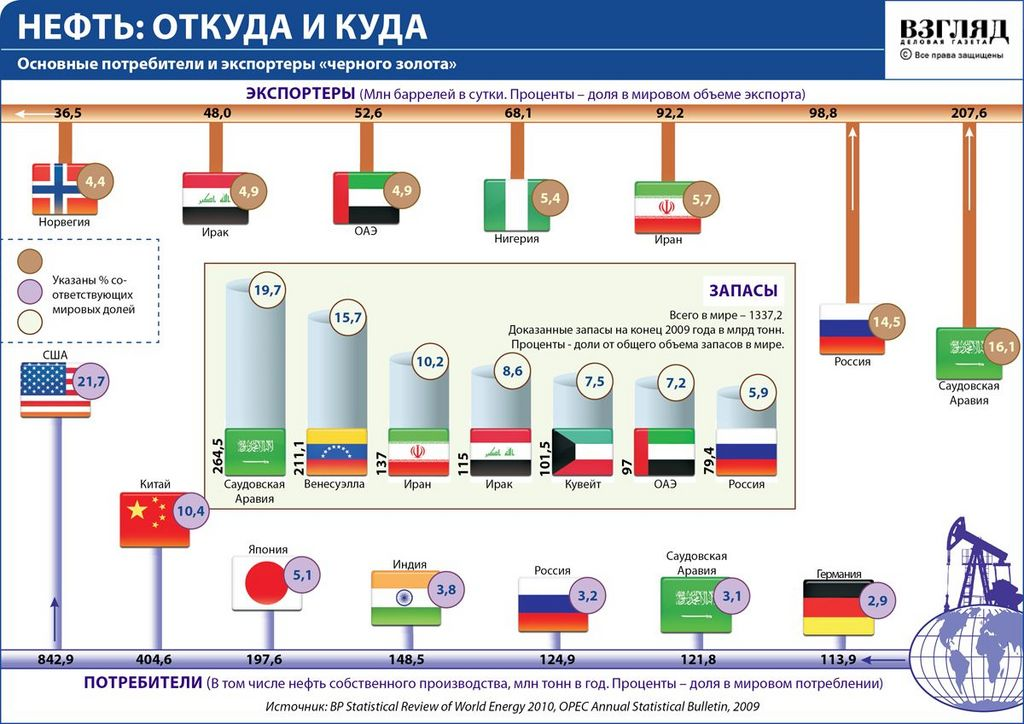 НЕФТЬ: ОТКУДА И КУДА
Основные потребители и экспортеры «черного золота»
ВЗГЛЯД
ДЕЛОВАЯ ГАЗЕТА
© Все права защищены
ЭКСПОРТЕРЫ (Млн баррелей в сутки. Проценты – доля в мировом объеме экспорта)
36,5 48,0 52,6 68,1 92,2 98,8 207,6
4,4 4,9 4,9 5,4 5,7 14,5 16,1
Норвегия Ирак ОАЭ Нигерия Иран Россия Саудовская
Аравия
Указаны % со-
ответствующих
мировых долей
ЗАПАСЫ
Всего в мире – 1337,2
Доказанные запасы на конец 2009 года в млрд тонн.
Проценты - доли от общего объема запасов в мире.
19,7 15,7 10,2 8,6 7,5 7,2 5,9
264,5 211,1 137 115 101,5 97 79,4
Саудовская Венесуэлла Иран Ирак Кувейт ОАЭ Россия
Аравия
США
21,7
Китай
10,4
Япония
5,1
Индия
3,8
Россия
3,2
Саудовская
Аравия
3,1
Германия
2,9
842,9 404,6 197,6 148,5 124,9 121,8 113,9
ПОТРЕБИТЕЛИ (В том числе нефть собственного производства, млн тонн в год. Проценты – доля в мировом потреблении)
Источник: BP Statistical Review of World Energy 2010, OPEC Annual Statistical Bulletin, 2009